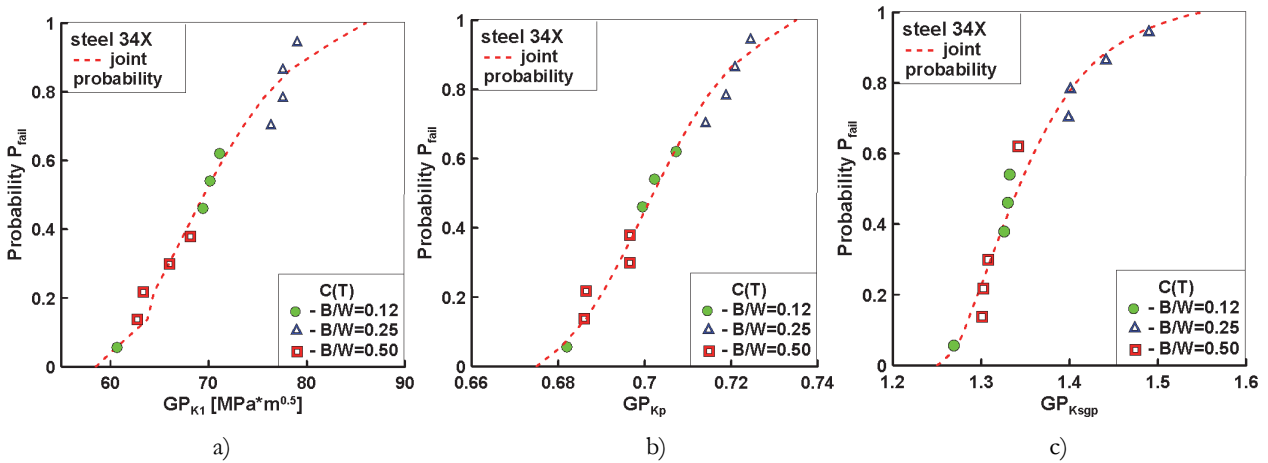 steel 34X
joint
probability
1
0.8
0.6
0.4
0.2
0
Probability P_fail
C(T)
- B/W=0.12
- B/W=0.25
- B/W=0.50
60 70 80 90
GP_K1 [MPa*m^0.5]
a)
steel 34X
joint
probability
1
0.8
0.6
0.4
0.2
0
Probability P_fail
C(T)
- B/W=0.12
- B/W=0.25
- B/W=0.50
0.66 0.68 0.7 0.72 0.74
GP_Kp
b)
steel 34X
joint
probability
1
0.8
0.6
0.4
0.2
0
Probability P_fail
C(T)
- B/W=0.12
- B/W=0.25
- B/W=0.50
1.2 1.3 1.4 1.5 1.6
GP_Ksgp
c)